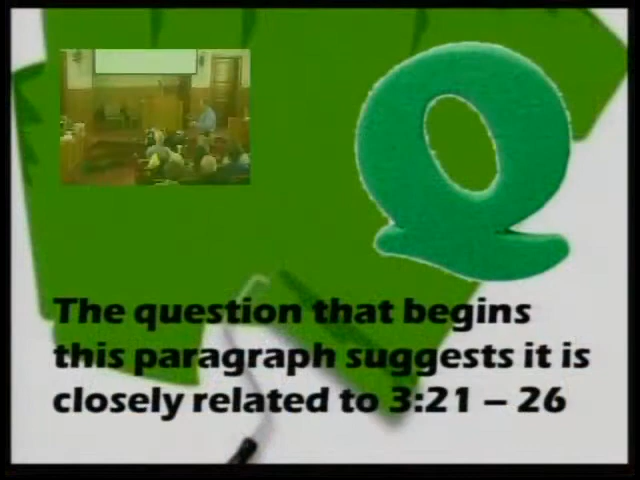 Q
The question that begins
this paragraph suggests it is
closely related to 3:21 – 26